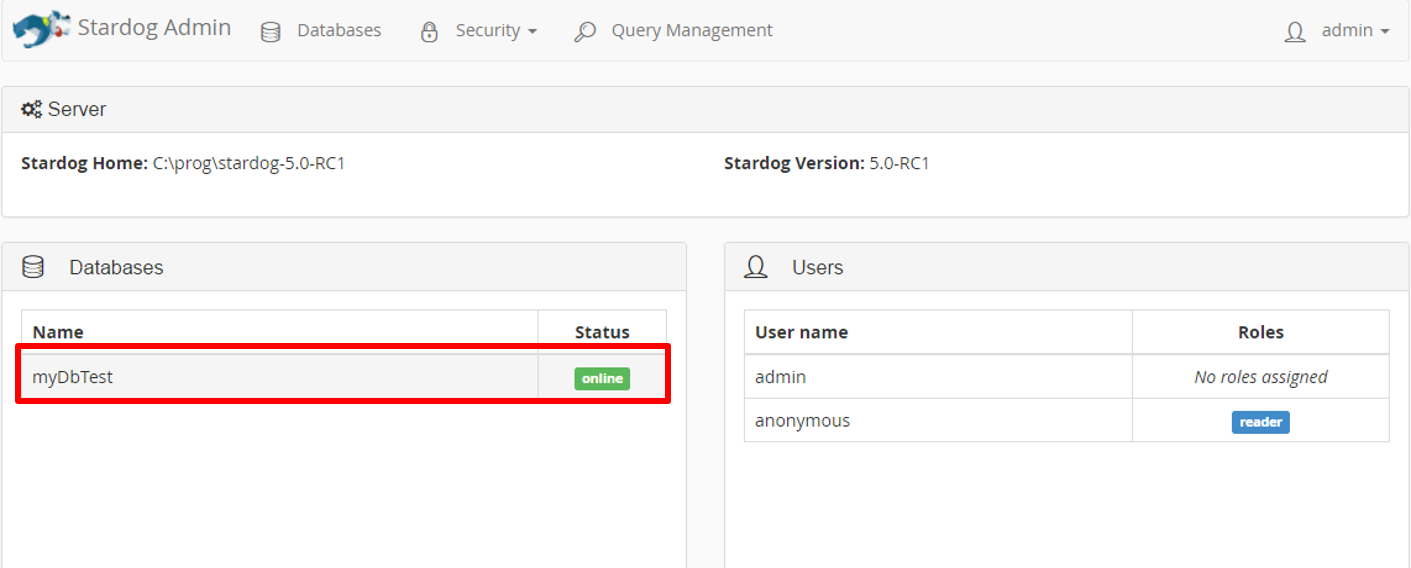 Stardog Admin Databases Security Query Management admin
Server
Stardog Home: C:\prog\stardog-5.0-RC1 Stardog Version: 5.0-RC1
Databases
Name Status
myDbTest online
Users
User name Roles
admin No roles assigned
anonymous reader